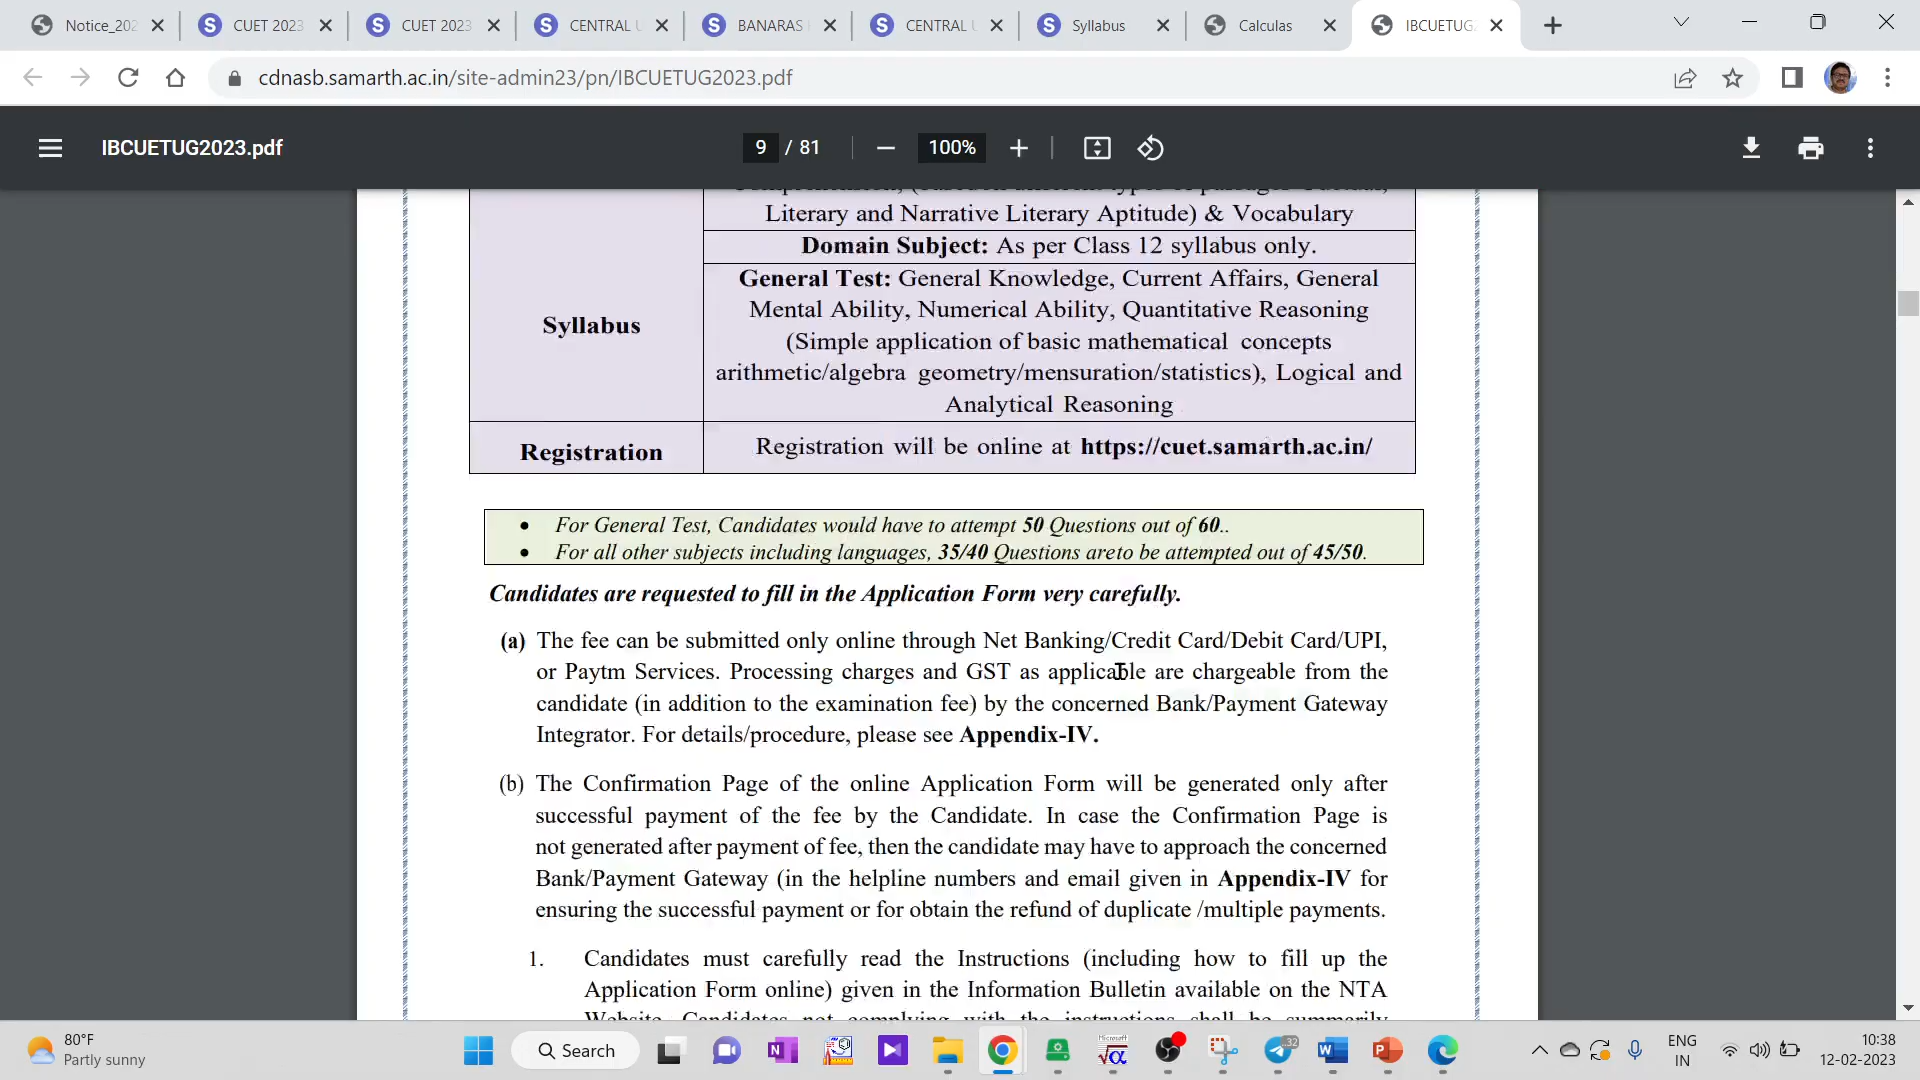 Notice_202
CUET 2023
CUET 2023
CENTRAL U
BANARAS H
CENTRAL U
Syllabus
Calculas
IBCUETUG
cdnasb.samarth.ac.in/site-admin23/pn/IBCUETUG2023.pdf
IBCUETUG2023.pdf
9 / 81
100%
Literary and Narrative Literary Aptitude) & Vocabulary
Domain Subject: As per Class 12 syllabus only.
Syllabus
General Test: General Knowledge, Current Affairs, General
Mental Ability, Numerical Ability, Quantitative Reasoning
(Simple application of basic mathematical concepts
arithmetic/algebra geometry/mensuration/statistics), Logical and
Analytical Reasoning
Registration
Registration will be online at https://cuet.samarth.ac.in/
• For General Test, Candidates would have to attempt 50 Questions out of 60..
• For all other subjects including languages, 35/40 Questions areto be attempted out of 45/50.
Candidates are requested to fill in the Application Form very carefully.
(a) The fee can be submitted only online through Net Banking/Credit Card/Debit Card/UPI,
or Paytm Services. Processing charges and GST as applicable are chargeable from the
candidate (in addition to the examination fee) by the concerned Bank/Payment Gateway
Integrator. For details/procedure, please see Appendix-IV.
(b) The Confirmation Page of the online Application Form will be generated only after
successful payment of the fee by the Candidate. In case the Confirmation Page is
not generated after payment of fee, then the candidate may have to approach the concerned
Bank/Payment Gateway (in the helpline numbers and email given in Appendix-IV for
ensuring the successful payment or for obtain the refund of duplicate /multiple payments.
1. Candidates must carefully read the Instructions (including how to fill up the
Application Form online) given in the Information Bulletin available on the NTA
Website. Candidates not complying with the instructions shall be summarily
80°F
Partly sunny
Search
Microsoft
32
ENG
IN
10:38
12-02-2023